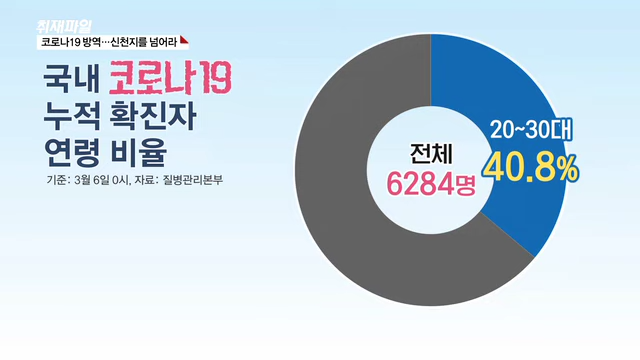 취재파일
코로나19 방역…신천지를 넘어라
국내 코로나19
누적 확진자
연령 비율
기준: 3월 6일 0시, 자료: 질병관리본부
20~30대
40.8%
전체
6284명